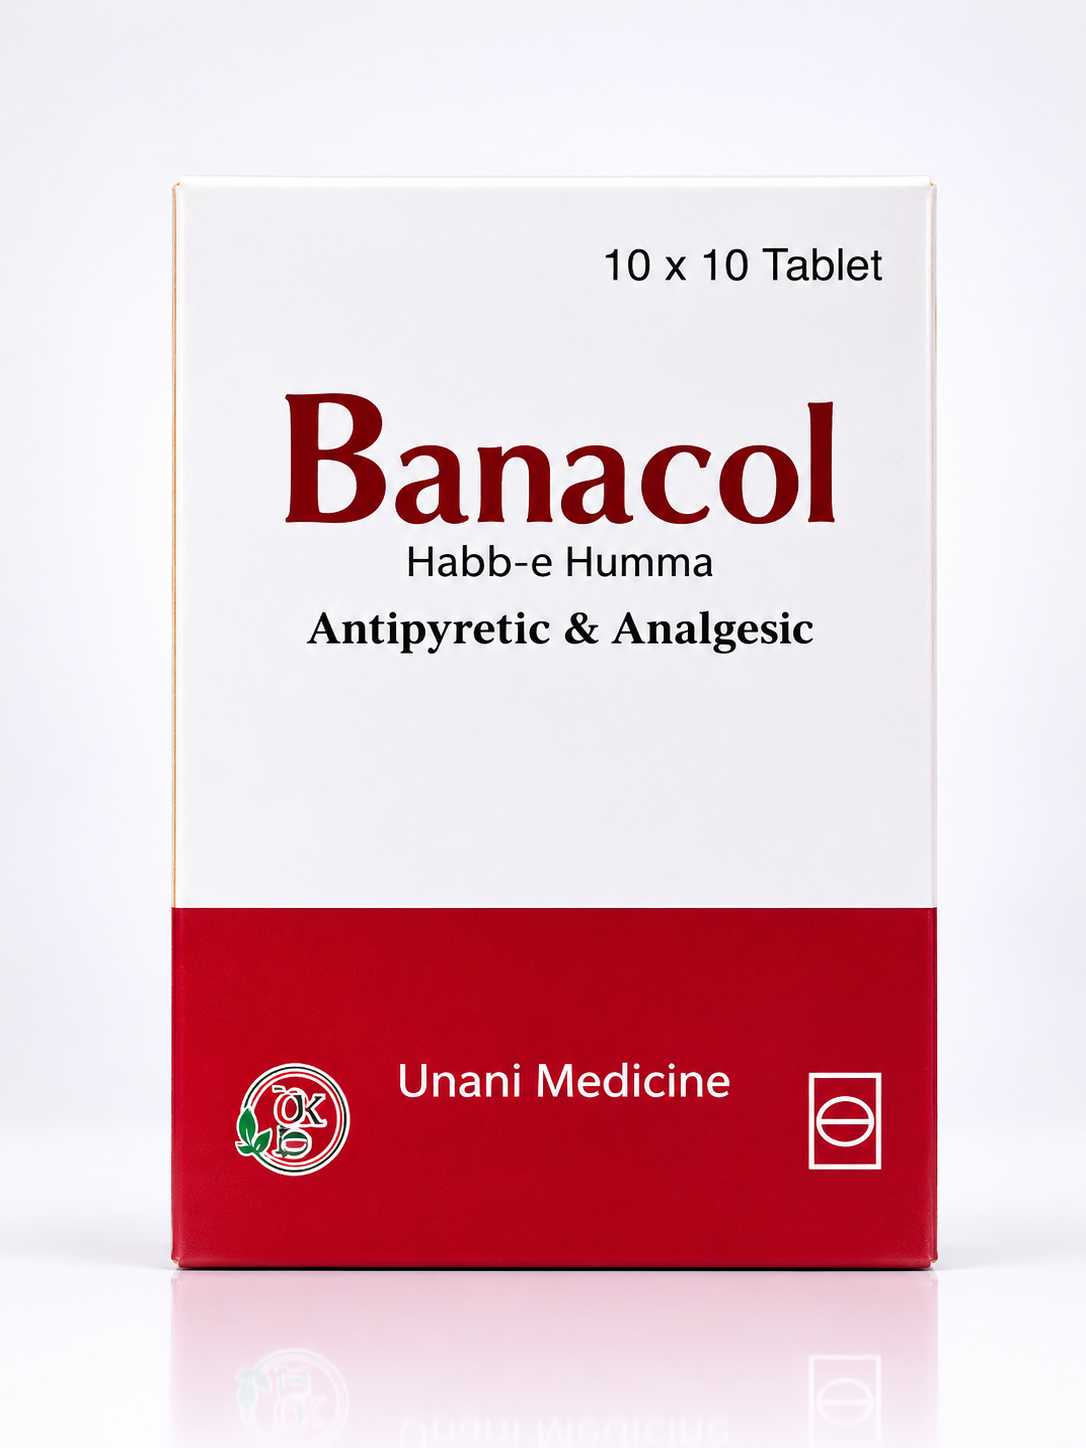 10 x 10 Tablet
Banacol
Habb-e Humma
Antipyretic & Analgesic
Unani Medicine